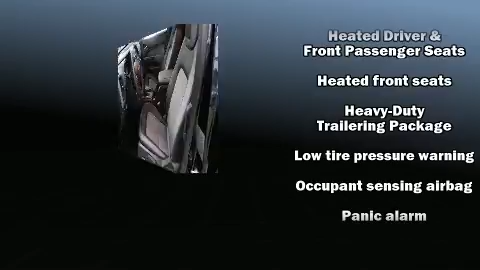 Heated Driver &
Front Passenger Seats
Heated front seats
Heavy-Duty
Trailering Package
Low tire pressure warning
Occupant sensing airbag
Panic alarm